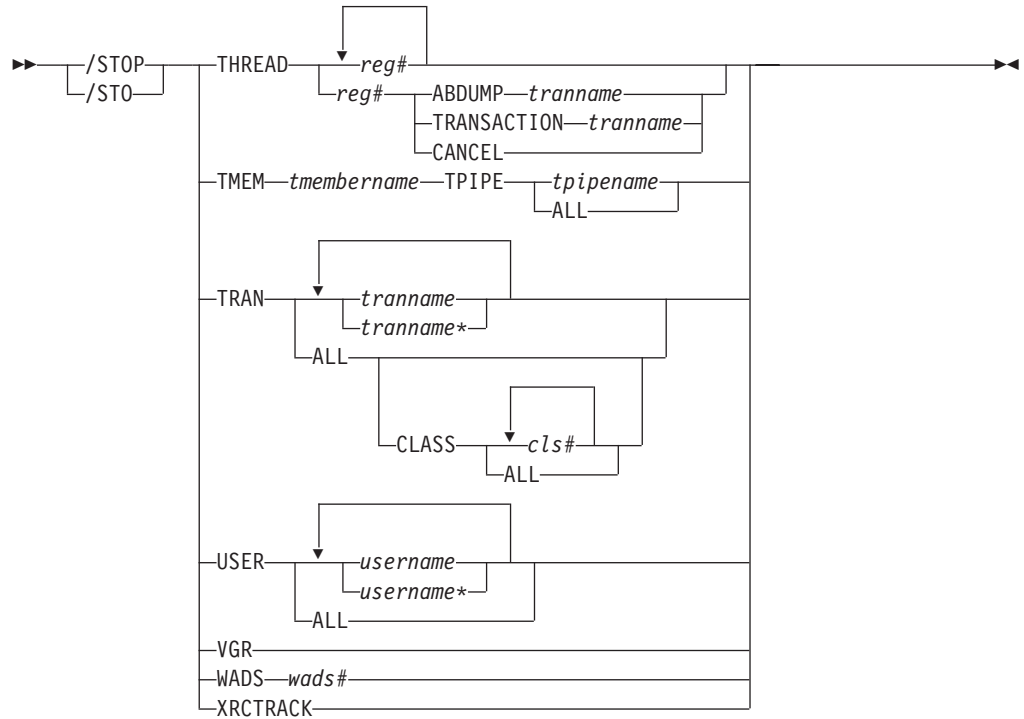 /STOP THREAD reg#
/STO reg# ABDUMP tranname
TRANSACTION tranname
CANCEL
TMEM tmembername TPIPE tpipename
ALL
TRAN tranname
tranname*
ALL
CLASS cls#
ALL
USER username
username*
ALL
VGR
WADS wads#
XRCTRACK